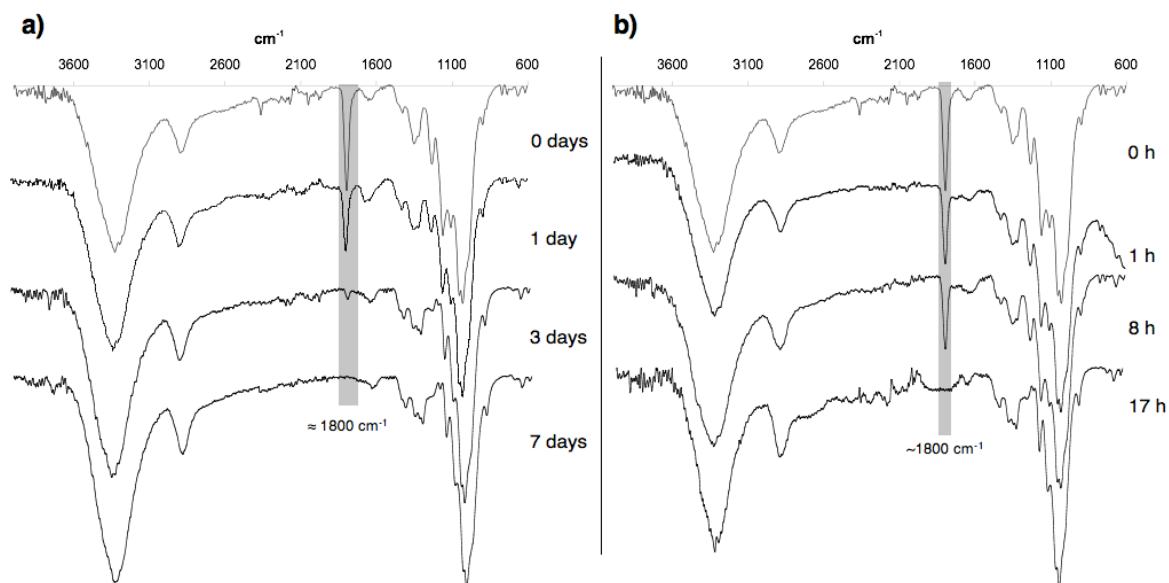 a)
cm-1
3600 3100 2600 2100 1600 1100 600
0 days
1 day
3 days
7 days
≈ 1800 cm-1
b)
cm-1
3600 3100 2600 2100 1600 1100 600
0 h
1 h
8 h
17 h
~1800 cm-1